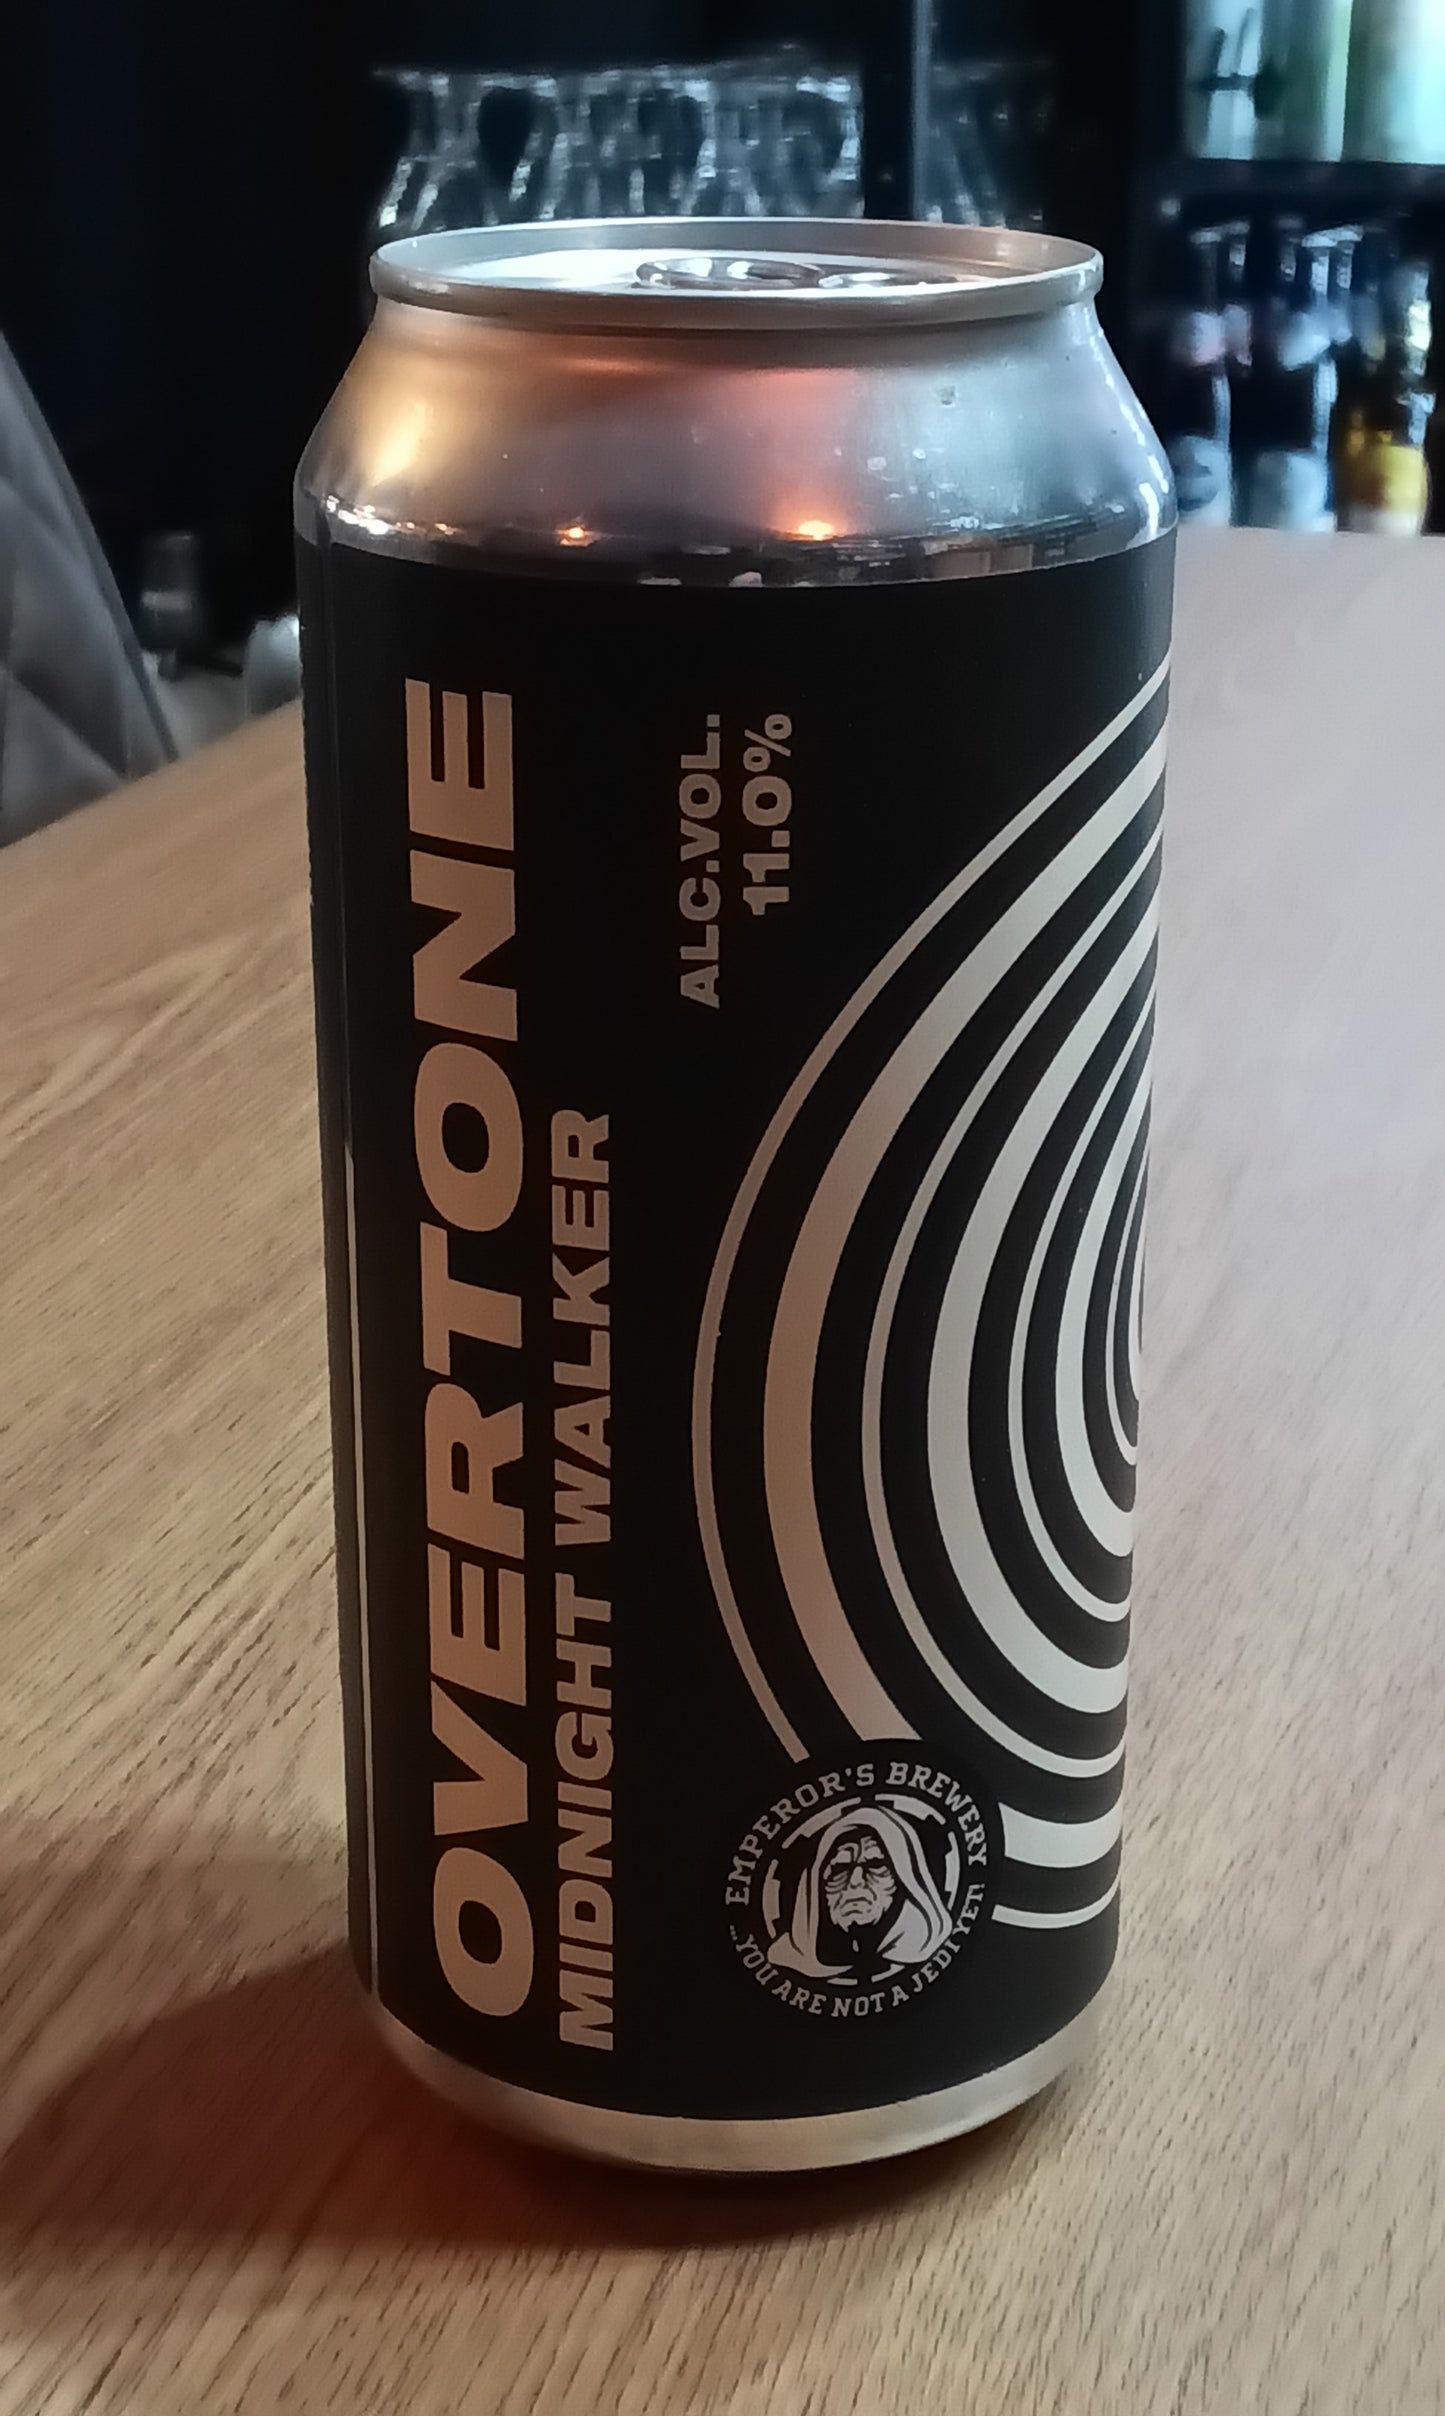 OVERTONE
MIDNIGHT WALKER
ALC.VOL.
11.0%
EMPEROR'S BREWERY
...YOU ARE NOT A JEDI YET!